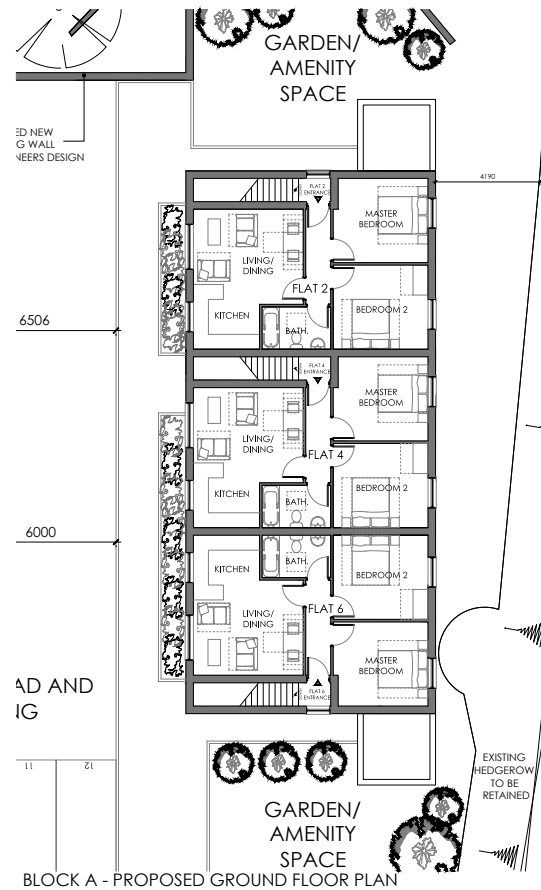 GARDEN/
AMENITY
SPACE
ED NEW
G WALL
NEERS DESIGN
4190
FLAT 2
ENTRANCE
MASTER
BEDROOM
LIVING/
DINING
FLAT 2
KITCHEN
BATH.
BEDROOM 2
6506
FLAT 4
ENTRANCE
MASTER
BEDROOM
LIVING/
DINING
FLAT 4
KITCHEN
BATH.
BEDROOM 2
6000
KITCHEN
BATH.
BEDROOM 2
FLAT 6
LIVING/
DINING
MASTER
BEDROOM
FLAT 6
ENTRANCE
AD AND
NG
11
12
EXISTING
HEDGEROW
TO BE
RETAINED
GARDEN/
AMENITY
SPACE
BLOCK A - PROPOSED GROUND FLOOR PLAN